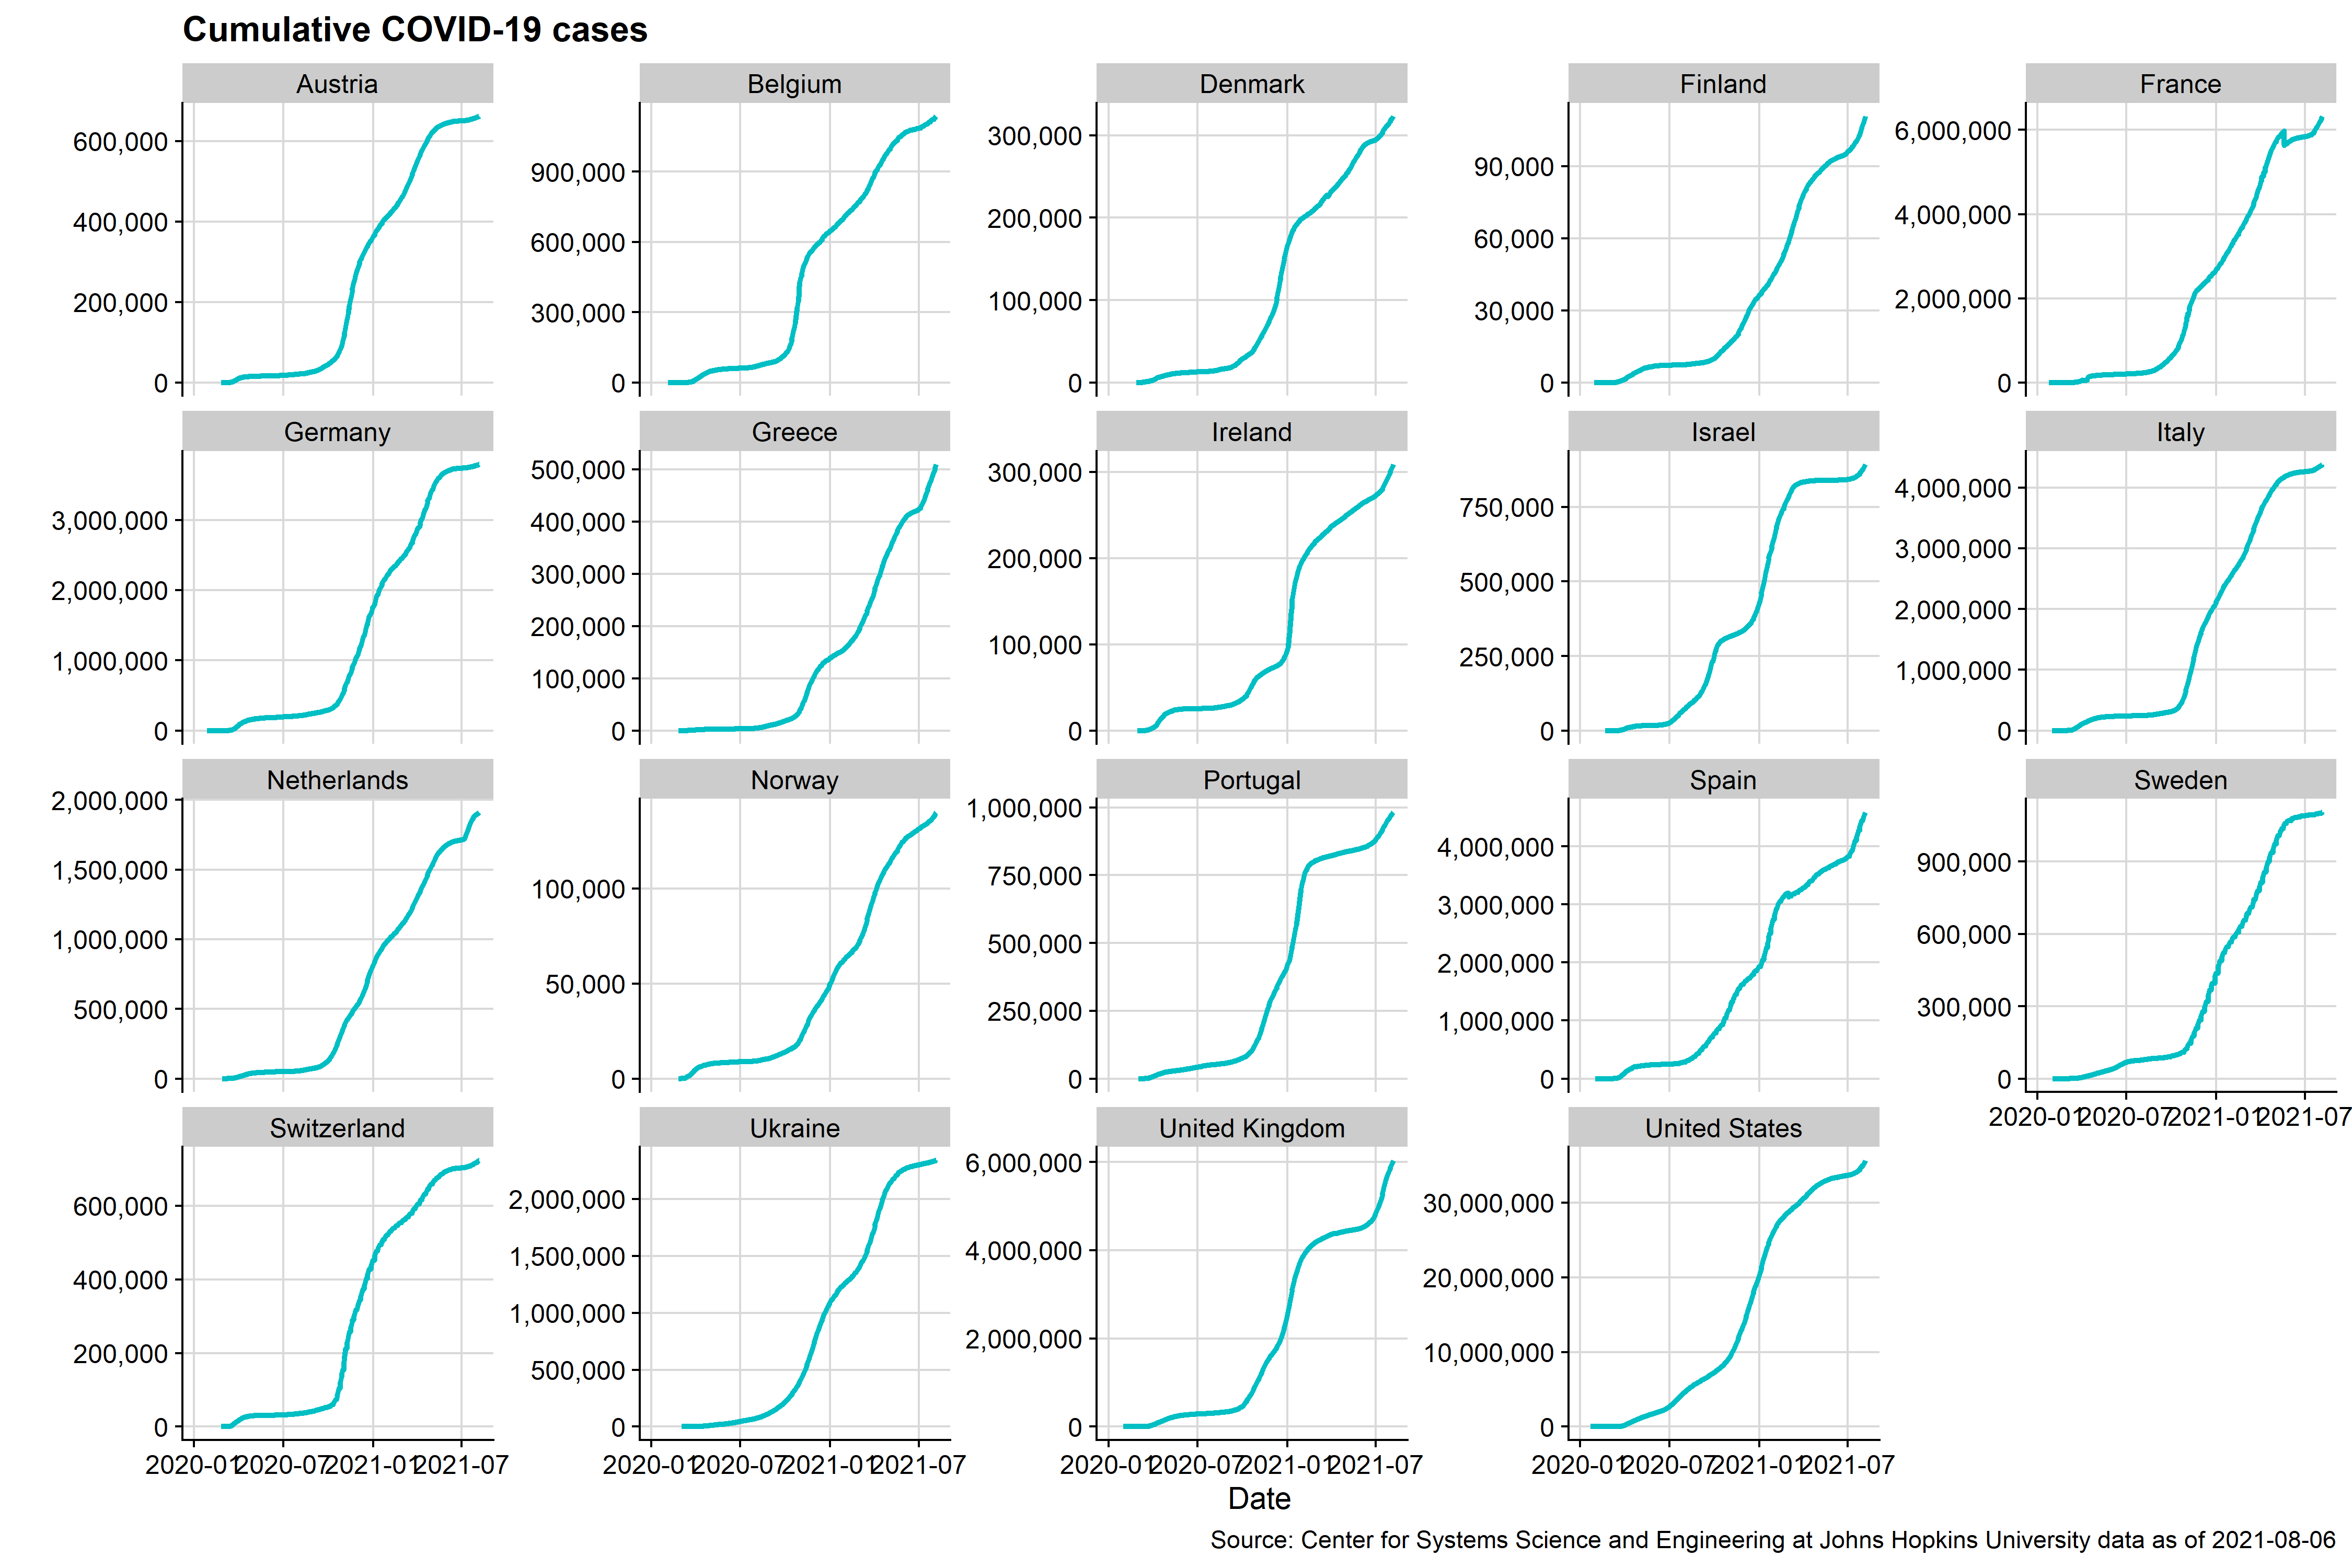 Cumulative COVID-19 cases
Austria Belgium Denmark Finland France
600,000 400,000 200,000 0
900,000 600,000 300,000 0
300,000 200,000 100,000 0
90,000 60,000 30,000 0
6,000,000 4,000,000 2,000,000 0
Germany Greece Ireland Israel Italy
3,000,000 2,000,000 1,000,000 0
500,000 400,000 300,000 200,000 100,000 0
300,000 200,000 100,000 0
750,000 500,000 250,000 0
4,000,000 3,000,000 2,000,000 1,000,000 0
Netherlands Norway Portugal Spain Sweden
2,000,000 1,500,000 1,000,000 500,000 0
100,000 50,000 0
1,000,000 750,000 500,000 250,000 0
4,000,000 3,000,000 2,000,000 1,000,000 0
900,000 600,000 300,000 0
2020-01 2020-07 2021-01 2021-07
Switzerland Ukraine United Kingdom United States
600,000 400,000 200,000 0
2,000,000 1,500,000 1,000,000 500,000 0
6,000,000 4,000,000 2,000,000 0
30,000,000 20,000,000 10,000,000 0
2020-01 2020-07 2021-01 2021-07 2020-01 2020-07 2021-01 2021-07 2020-01 2020-07 2021-01 2021-07 2020-01 2020-07 2021-01 2021-07
Date
Source: Center for Systems Science and Engineering at Johns Hopkins University data as of 2021-08-06